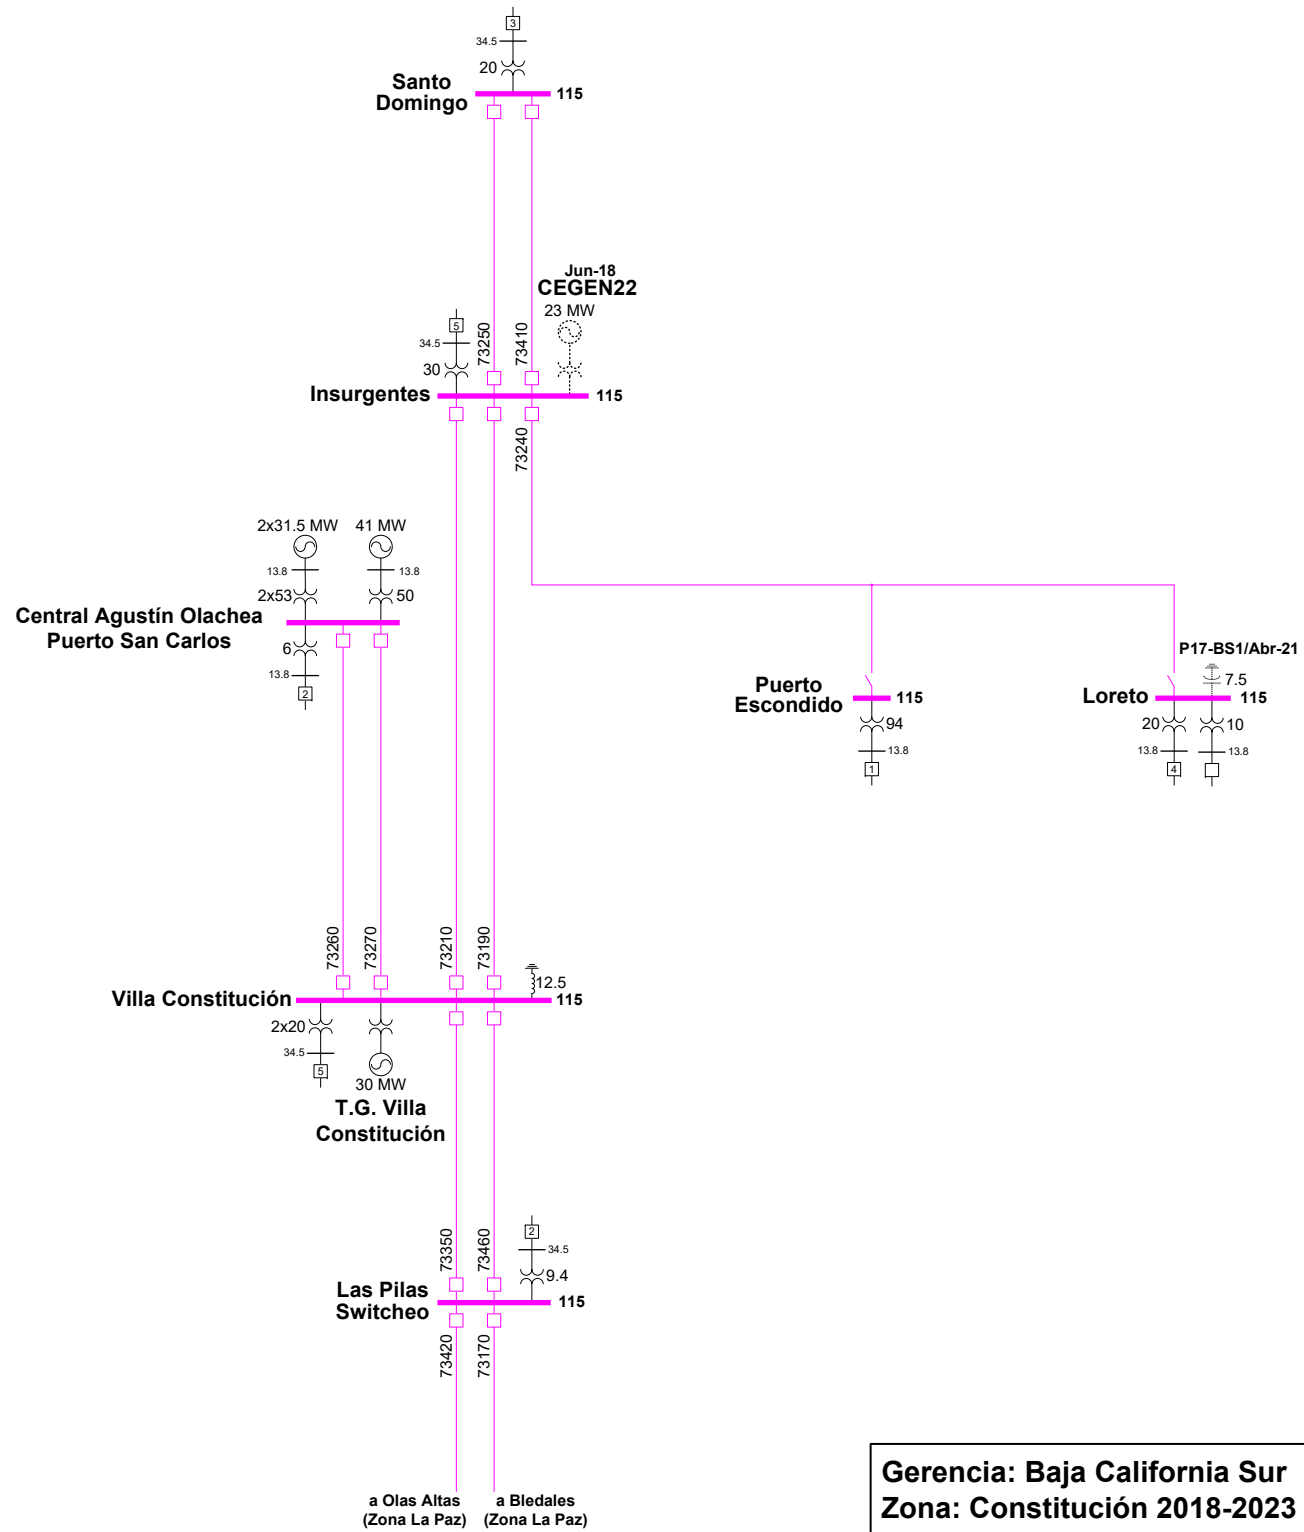 3
34.5
20
Santo
Domingo
115
Jun-18
CEGEN22
23 MW
5
34.5
30
73250
73410
Insurgentes
115
73240
2x31.5 MW
41 MW
13.8
13.8
2x53
50
Central Agustín Olachea
Puerto San Carlos
6
13.8
2
P17-BS1/Abr-21
7.5
Puerto
Escondido
115
94
13.8
1
Loreto
115
20
10
13.8
13.8
4
73260
73270
73210
73190
12.5
Villa Constitución
115
2x20
34.5
5
30 MW
T.G. Villa
Constitución
73350
73460
2
34.5
9.4
Las Pilas
Switcheo
115
73420
73170
a Olas Altas
(Zona La Paz)
a Bledales
(Zona La Paz)
Gerencia: Baja California Sur
Zona: Constitución 2018-2023